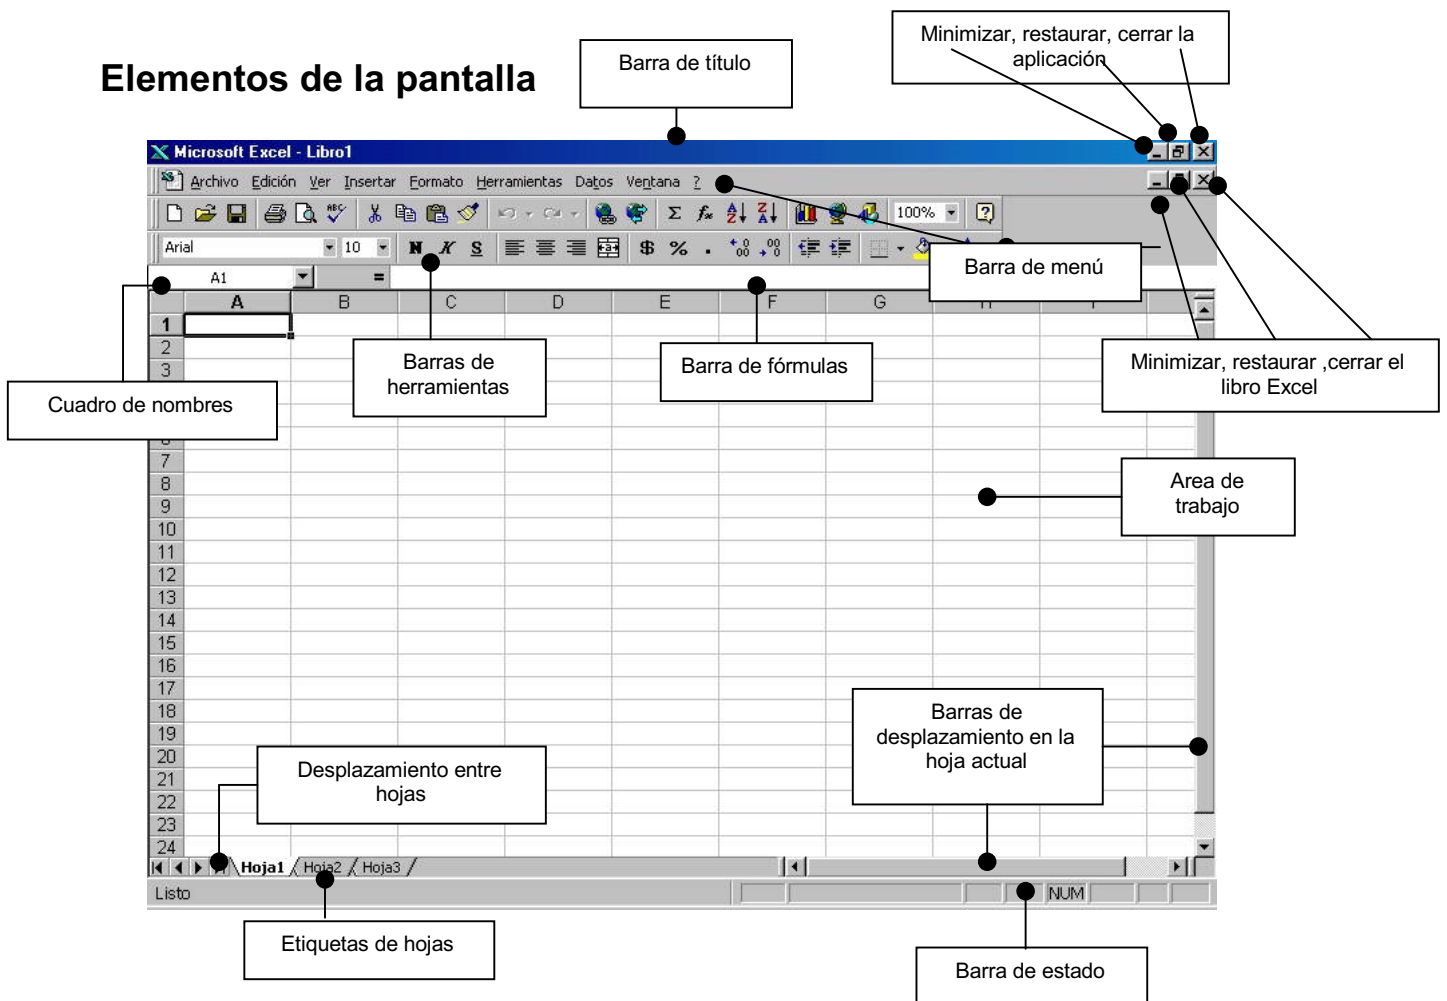 Minimizar, restaurar, cerrar la
aplicación
Barra de título
Elementos de la pantalla
Microsoft Excel - Libro1
Archivo Edición Ver Insertar Formato Herramientas Datos Ventana ?
100%
Arial 10 N K S $ %
Barra de menú
A1 =
A B C D E F G
1
2
3
Barras de
herramientas
Barra de fórmulas
Minimizar, restaurar ,cerrar el
libro Excel
Cuadro de nombres
7
8
9
10
11
12
13
14
15
16
17
18
19
20
21
22
23
24
Area de
trabajo
Barras de
desplazamiento en la
hoja actual
Desplazamiento entre
hojas
Hoja1 Hoja2 Hoja3
Listo NUM
Etiquetas de hojas
Barra de estado